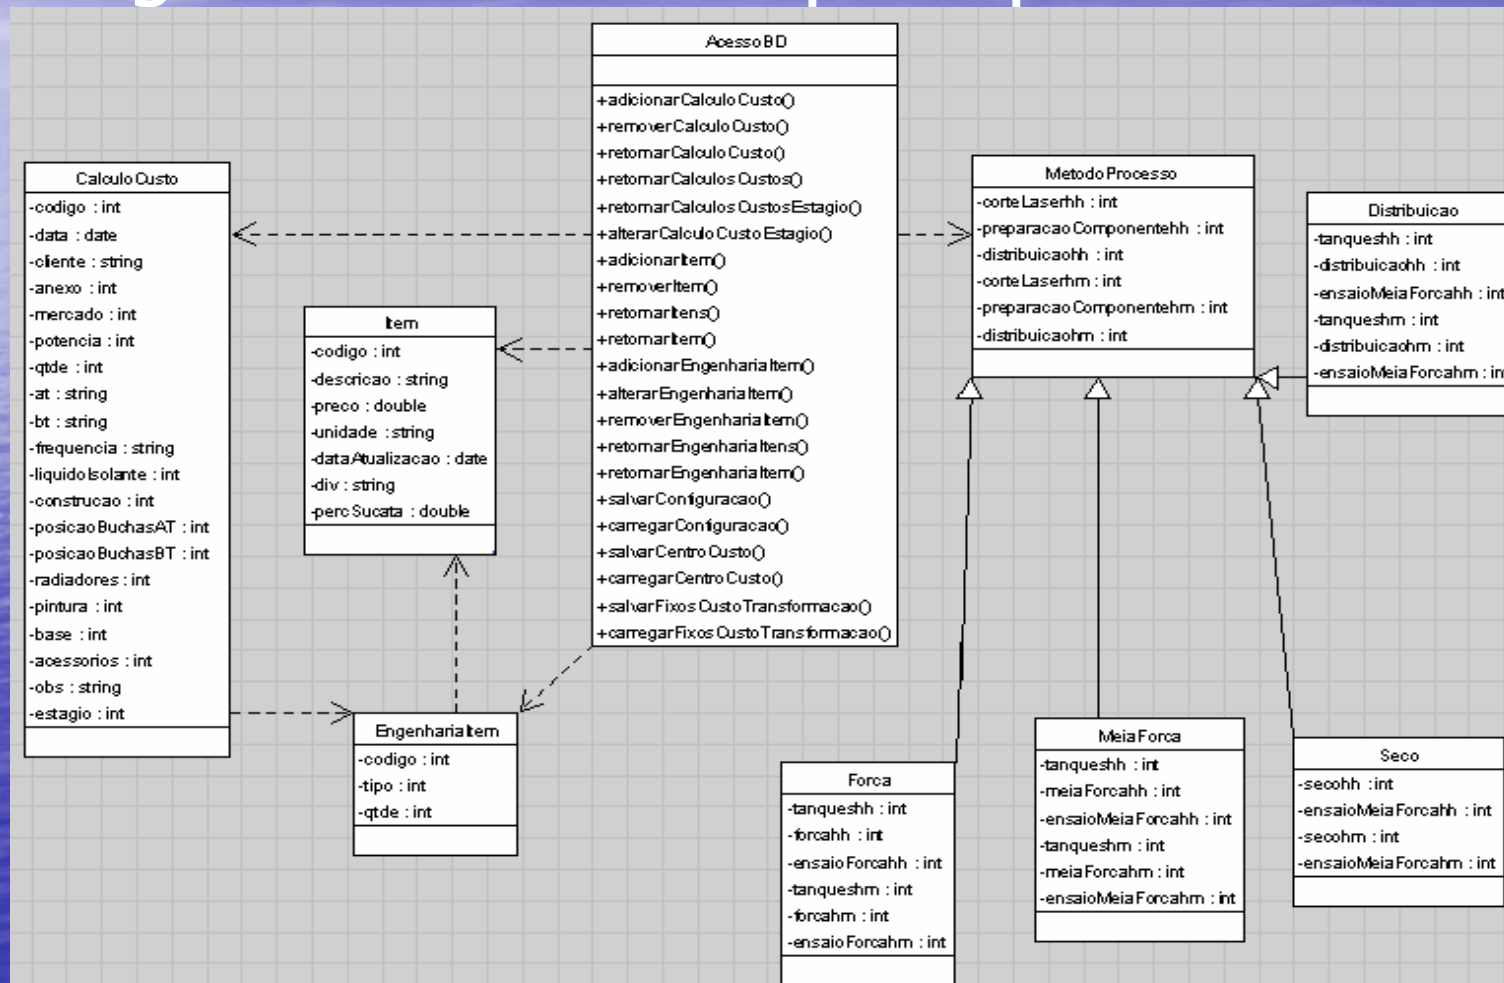 AcessoBD
+adicionarCalculoCusto()
+removerCalculoCusto()
+retornarCalculoCusto()
+retornarCalculosCustos()
+retornarCalculosCustosEstagio()
+alterarCalculoCustoEstagio()
+adicionarItem()
+removerItem()
+retornarItens()
+retornarItem()
+adicionarEngenhariaItem()
+alterarEngenhariaItem()
+removerEngenhariaItem()
+retornarEngenhariaItens()
+retornarEngenhariaItem()
+salvarConfiguracao()
+carregarConfiguracao()
+salvarCentroCusto()
+carregarCentroCusto()
+salvarFixosCustoTransformacao()
+carregarFixosCustoTransformacao()
CalculoCusto
-codigo : int
-data : date
-cliente : string
-anexo : int
-mercado : int
-potencia : int
-qtde : int
-at : string
-bt : string
-frequencia : string
-liquidoIsolante : int
-construcao : int
-posicaoBuchasAT : int
-posicaoBuchasBT : int
-radiadores : int
-pintura : int
-base : int
-acessorios : int
-obs : string
-estagio : int
Item
-codigo : int
-descricao : string
-preco : double
-unidade : string
-dataAtualizacao : date
-div : string
-percSucata : double
EngenhariaItem
-codigo : int
-tipo : int
-qtde : int
MetodoProcesso
-corteLaserhh : int
-preparacaoComponentehh : int
-distribuicaohh : int
-corteLaserhm : int
-preparacaoComponentehm : int
-distribuicaohm : int
Distribuicao
-tanqueshh : int
-distribuicaohh : int
-ensaioMeiaForcahh : int
-tanqueshm : int
-distribuicaohm : int
-ensaioMeiaForcahm : int
Forca
-tanqueshh : int
-forcahh : int
-ensaioForcahh : int
-tanqueshm : int
-forcahm : int
-ensaioForcahm : int
MeiaForca
-tanqueshh : int
-meiaForcahh : int
-ensaioMeiaForcahh : int
-tanqueshm : int
-meiaForcahm : int
-ensaioMeiaForcahm : int
Seco
-secohh : int
-ensaioMeiaForcahh : int
-secohm : int
-ensaioMeiaForcahm : int